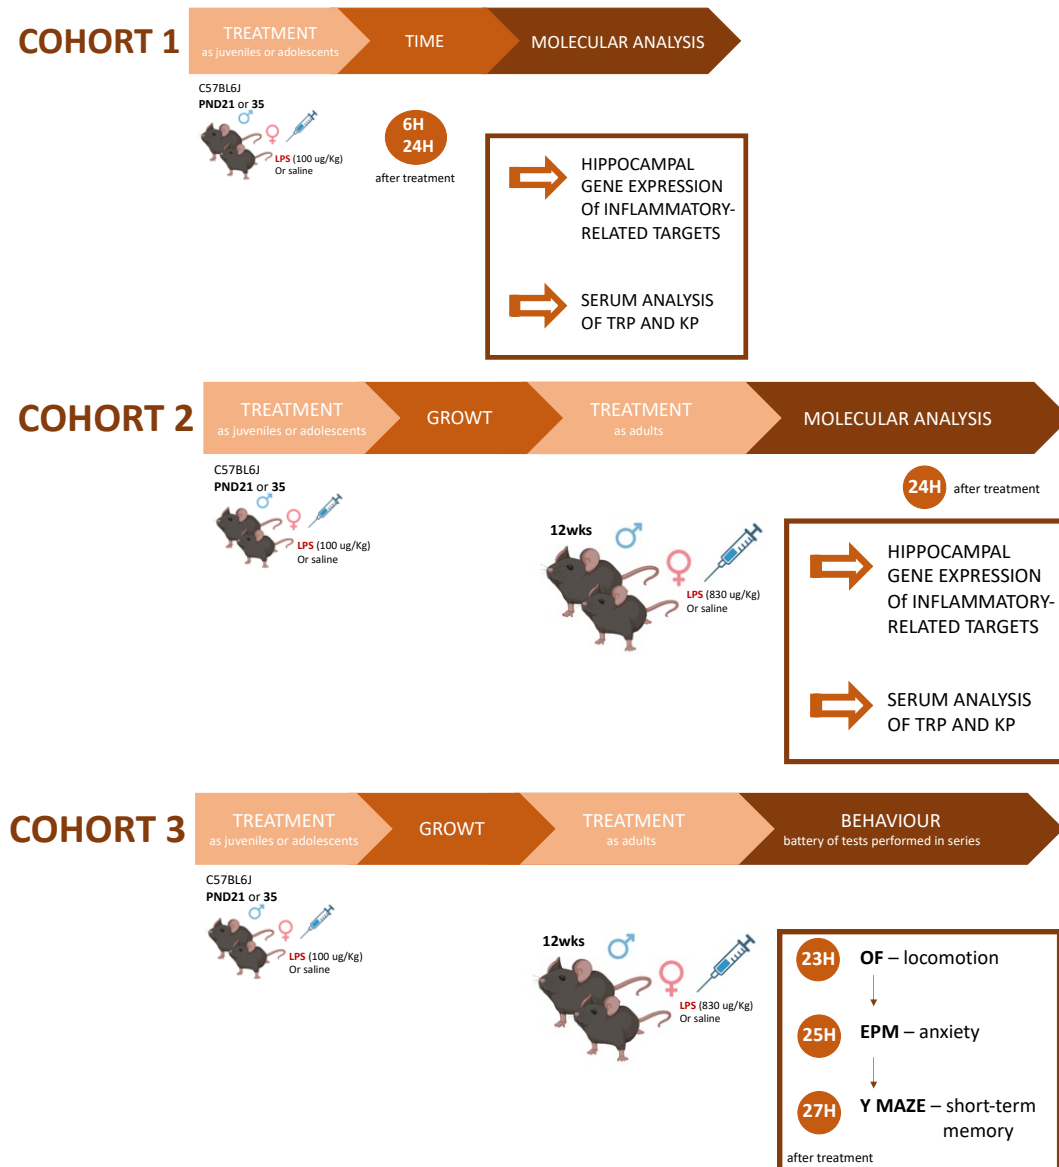 COHORT 1
TREATMENT
as juveniles or adolescents
TIME
MOLECULAR ANALYSIS
C57BL6J
PND21 or 35
LPS (100 ug/Kg)
Or saline
6H
24H
after treatment
HIPPOCAMPAL
GENE EXPRESSION
Of INFLAMMATORY-
RELATED TARGETS
SERUM ANALYSIS
OF TRP AND KP
COHORT 2
TREATMENT
as juveniles or adolescents
GROWT
TREATMENT
as adults
MOLECULAR ANALYSIS
C57BL6J
PND21 or 35
LPS (100 ug/Kg)
Or saline
12wks
LPS (830 ug/Kg)
Or saline
24H
after treatment
HIPPOCAMPAL
GENE EXPRESSION
Of INFLAMMATORY-
RELATED TARGETS
SERUM ANALYSIS
OF TRP AND KP
COHORT 3
TREATMENT
as juveniles or adolescents
GROWT
TREATMENT
as adults
BEHAVIOUR
battery of tests performed in series
C57BL6J
PND21 or 35
LPS (100 ug/Kg)
Or saline
12wks
LPS (830 ug/Kg)
Or saline
23H
OF – locomotion
25H
EPM – anxiety
27H
Y MAZE – short-term
memory
after treatment